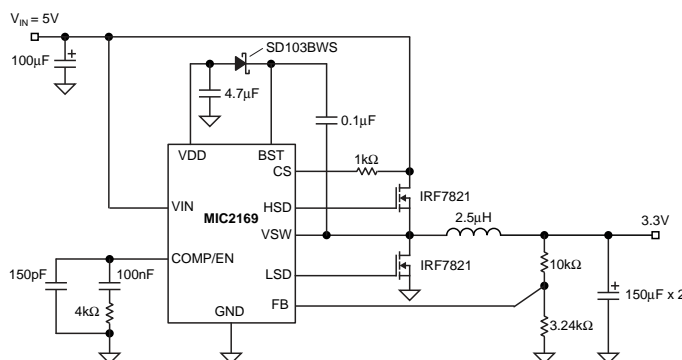 V_IN = 5V
SD103BWS
100µF
+
4.7µF
0.1µF
VDD
BST
1kΩ
CS
IRF7821
HSD
2.5µH
3.3V
VIN
MIC2169
VSW
COMP/EN
10kΩ
IRF7821
150pF
100nF
LSD
+
150µF x 2
4kΩ
FB
GND
3.24kΩ